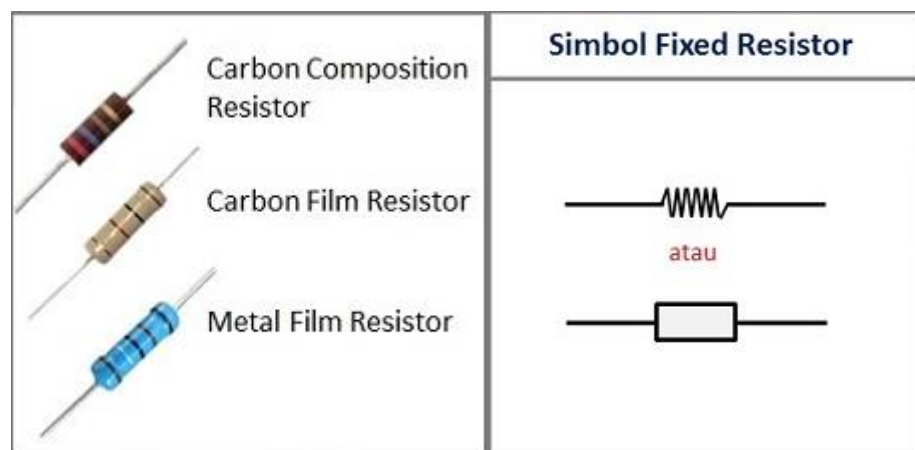 Carbon Composition
Resistor
Carbon Film Resistor
Metal Film Resistor
Simbol Fixed Resistor
atau